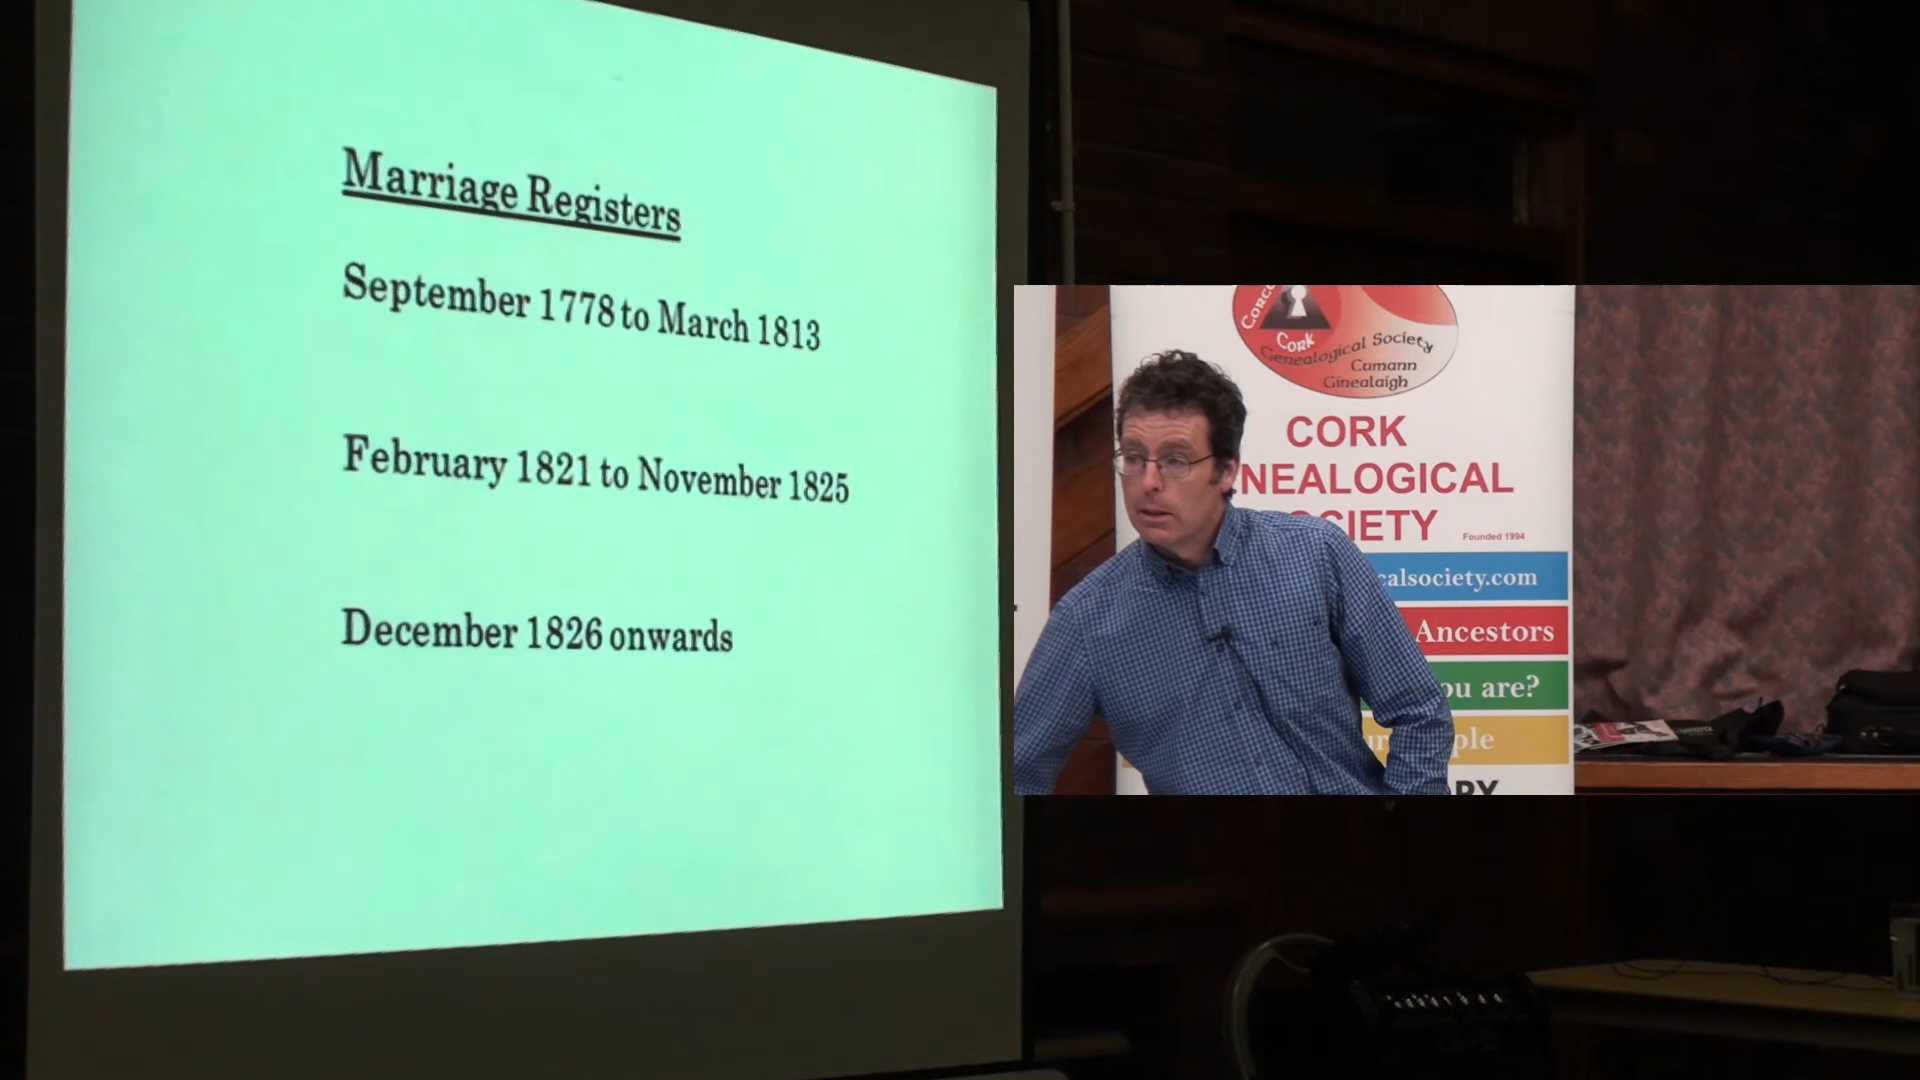 Marriage Registers
September 1778 to March 1813
February 1821 to November 1825
December 1826 onwards
Cork
Genealogical Society
Cumann
Ginealaigh
CORK
NEALOGICAL
CIETY
Founded 1994
calsociety.com
Ancestors
ou are?